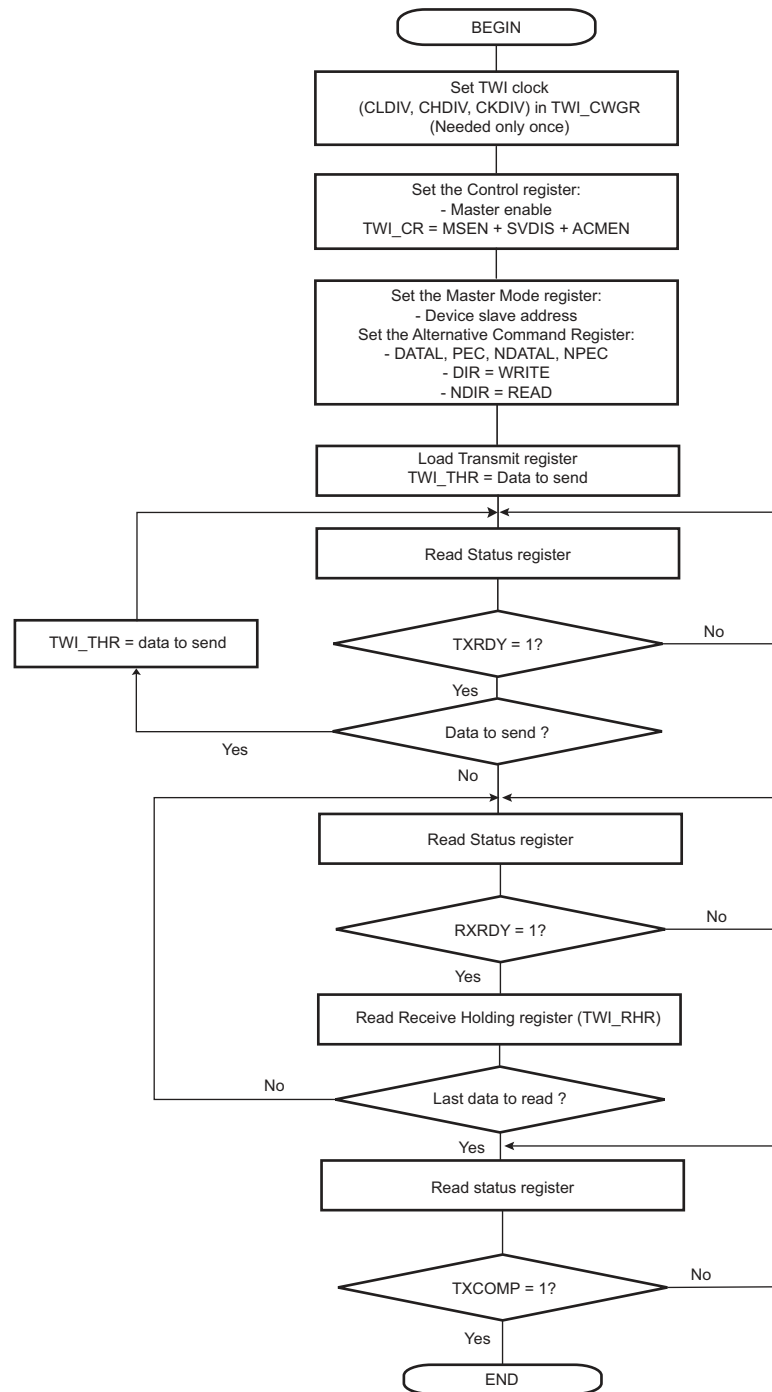 BEGIN
Set TWI clock
(CLDIV, CHDIV, CKDIV) in TWI_CWGR
(Needed only once)
Set the Control register:
- Master enable
TWI_CR = MSEN + SVDIS + ACMEN
Set the Master Mode register:
- Device slave address
Set the Alternative Command Register:
- DATAL, PEC, NDATAL, NPEC
- DIR = WRITE
- NDIR = READ
Load Transmit register
TWI_THR = Data to send
Read Status register
TWI_THR = data to send
TXRDY = 1?
No
Yes
Data to send ?
Yes
No
Read Status register
RXRDY = 1?
No
Yes
Read Receive Holding register (TWI_RHR)
No
Last data to read ?
Yes
Read status register
TXCOMP = 1?
No
Yes
END